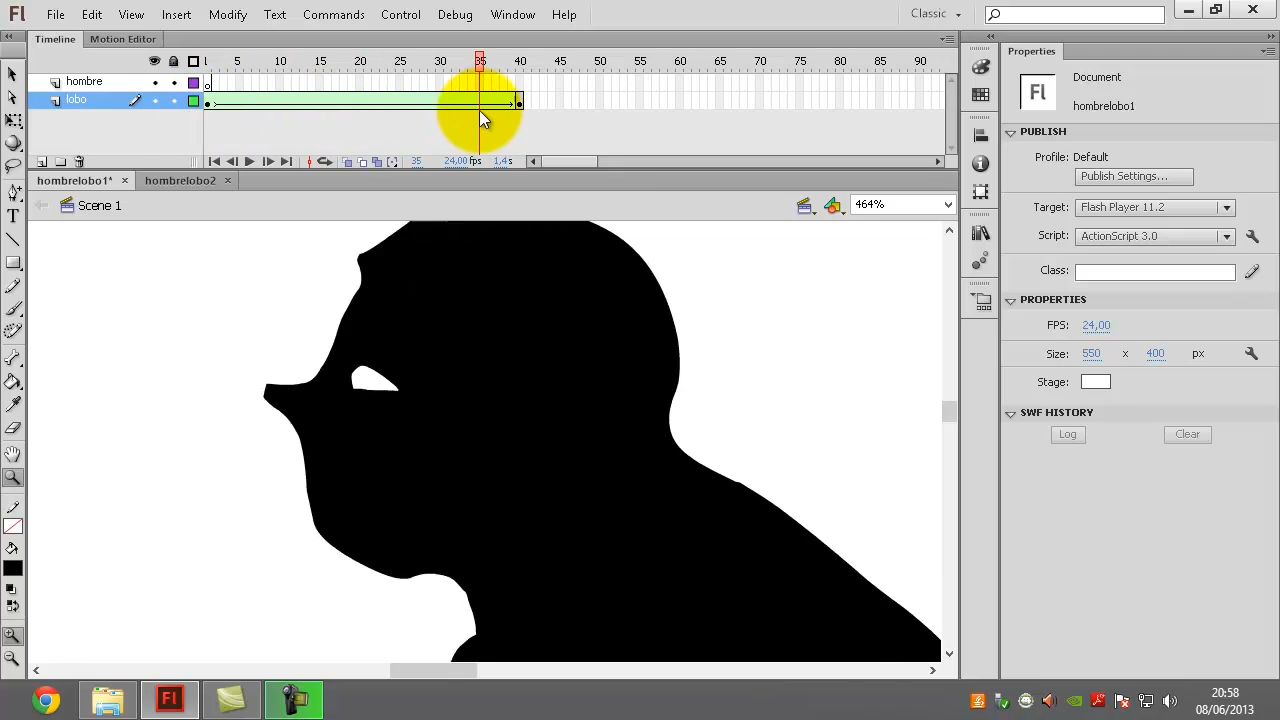 Fl File Edit View Insert Modify Text Commands Control Debug Window Help Classic
Timeline Motion Editor
Properties
1 5 10 15 20 25 30 35 40 45 50 55 60 65 70 75 80 85 90
hombre
lobo
35 24,00 fps 1,4 s
hombrelobo1* × hombrelobo2 ×
Scene 1
464%
Fl
Document
hombrelobo1
PUBLISH
Profile: Default
Publish Settings...
Target: Flash Player 11.2
Script: ActionScript 3.0
Class:
PROPERTIES
FPS: 24,00
Size: 550 x 400 px
Stage:
SWF HISTORY
Log Clear
T
Fl
20:58
08/06/2013